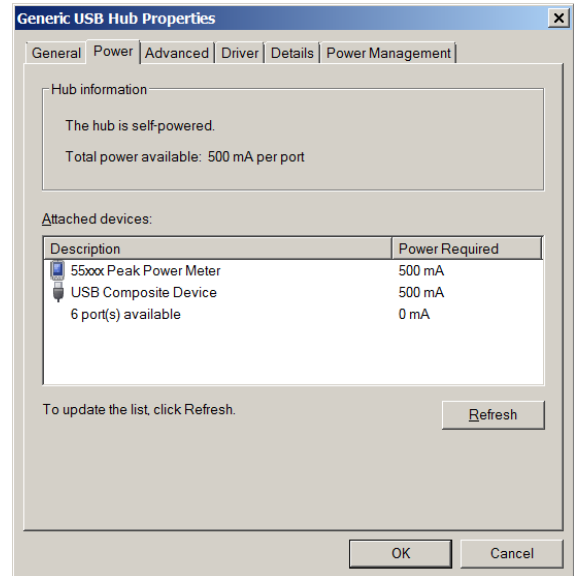 Generic USB Hub Properties
General Power Advanced Driver Details Power Management
Hub information
The hub is self-powered.
Total power available: 500 mA per port
Attached devices:
Description Power Required
55xxx Peak Power Meter 500 mA
USB Composite Device 500 mA
6 port(s) available 0 mA
To update the list, click Refresh.
Refresh
OK Cancel